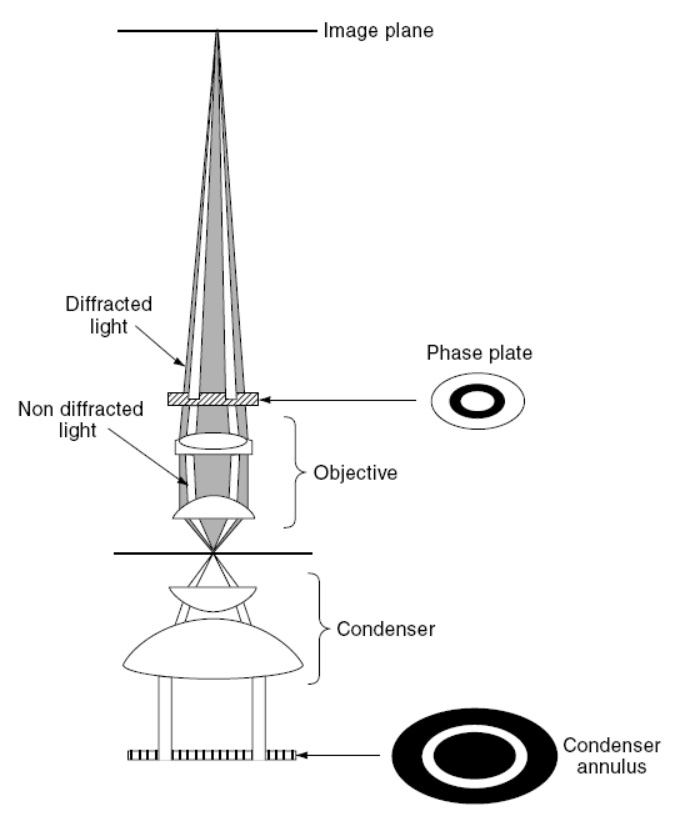 Image plane
Diffracted
light
Phase plate
Non diffracted
light
Objective
Condenser
Condenser
annulus